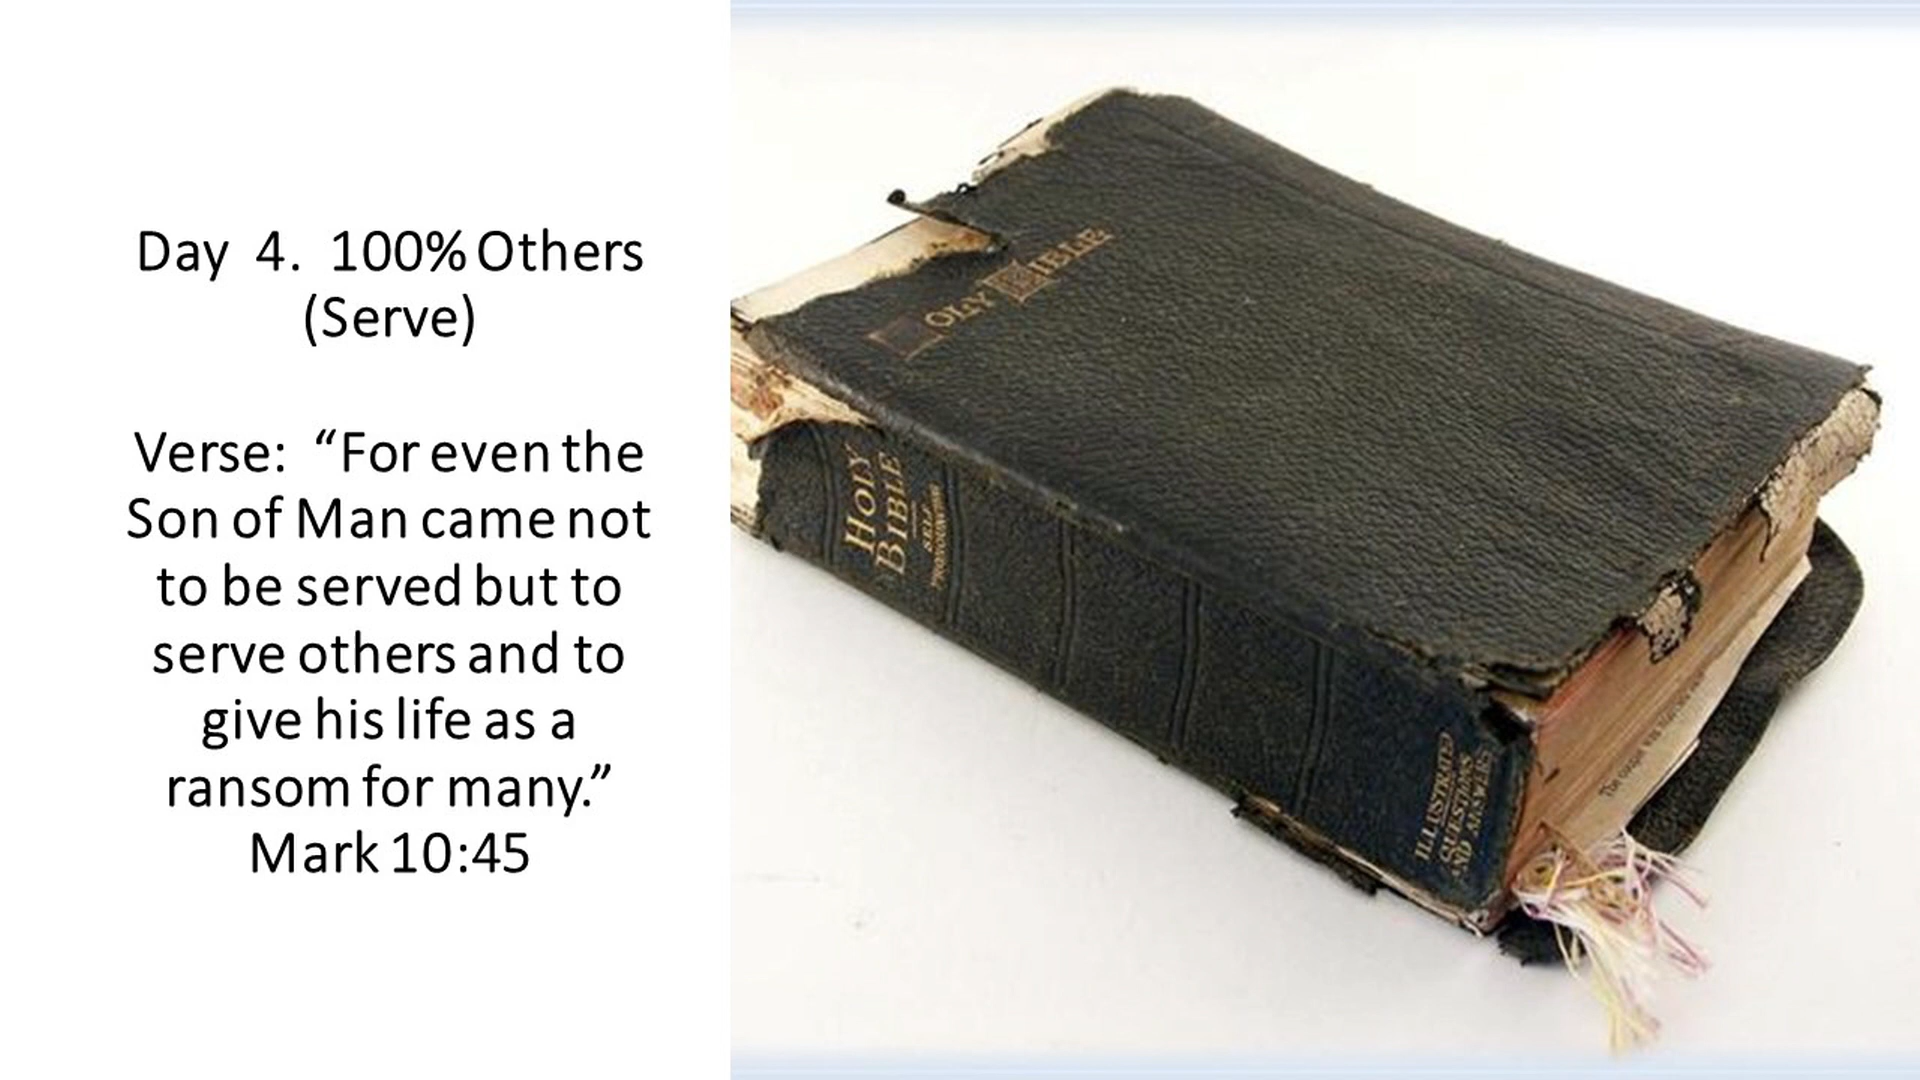 Day 4. 100% Others
(Serve)
Verse: “For even the
Son of Man came not
to be served but to
serve others and to
give his life as a
ransom for many.”
Mark 10:45
OLY BIBLE
HOLY
BIBLE
SELF
PRONOUNCING
ILLUSTRATED
QUESTIONS
AND ANSWERS